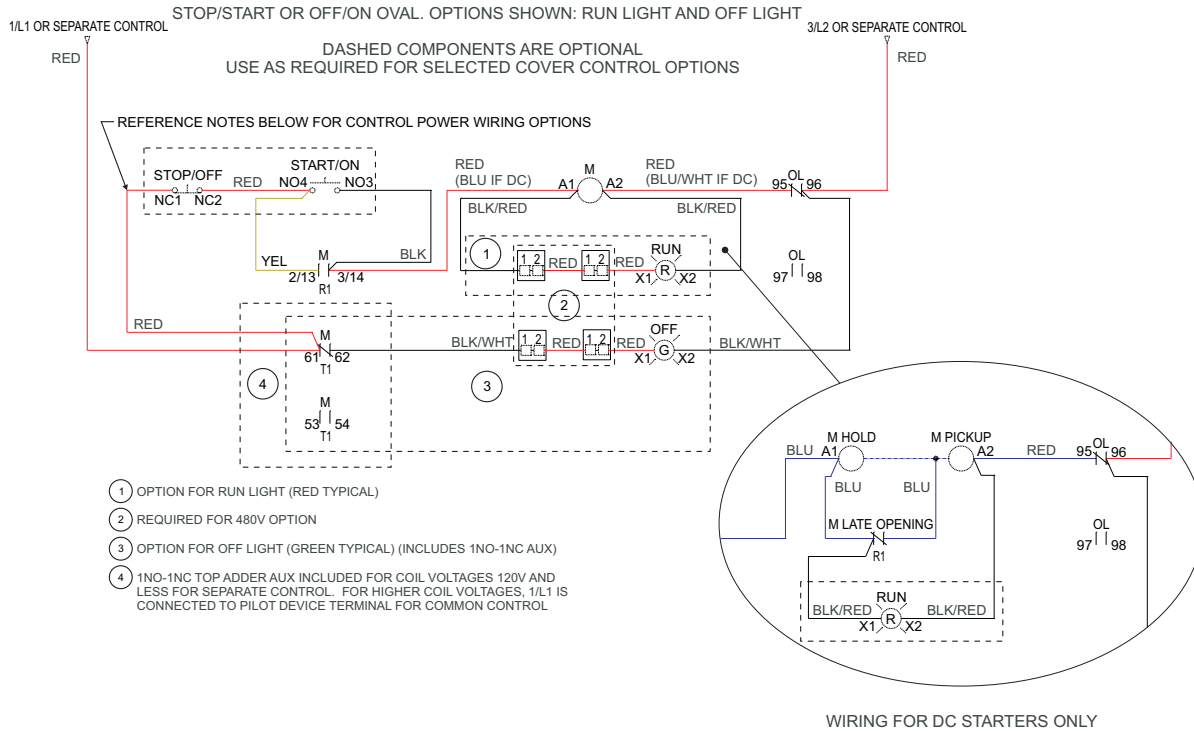 STOP/START OR OFF/ON OVAL. OPTIONS SHOWN: RUN LIGHT AND OFF LIGHT
1/L1 OR SEPARATE CONTROL
3/L2 OR SEPARATE CONTROL
RED
RED
DASHED COMPONENTS ARE OPTIONAL
USE AS REQUIRED FOR SELECTED COVER CONTROL OPTIONS
REFERENCE NOTES BELOW FOR CONTROL POWER WIRING OPTIONS
STOP/OFF
NC1 NC2
RED
START/ON
NO4 NO3
RED
(BLU IF DC)
M
A1 A2
RED
(BLU/WHT IF DC)
OL
95 96
BLK/RED
BLK/RED
YEL
M
2/13 3/14
R1
BLK
1
1 2
RED
1 2
RED
RUN
X1 R X2
OL
97 98
2
RED
M
61 62
T1
BLK/WHT
1 2
RED
1 2
RED
OFF
X1 G X2
BLK/WHT
4
3
M
53 54
T1
M HOLD
M PICKUP
BLU
A1
A2
RED
OL
95 96
BLU
BLU
M LATE OPENING
R1
OL
97 98
RUN
BLK/RED
BLK/RED
X1 R X2
1 OPTION FOR RUN LIGHT (RED TYPICAL)
2 REQUIRED FOR 480V OPTION
3 OPTION FOR OFF LIGHT (GREEN TYPICAL) (INCLUDES 1NO-1NC AUX)
4 1NO-1NC TOP ADDER AUX INCLUDED FOR COIL VOLTAGES 120V AND
LESS FOR SEPARATE CONTROL. FOR HIGHER COIL VOLTAGES, 1/L1 IS
CONNECTED TO PILOT DEVICE TERMINAL FOR COMMON CONTROL
WIRING FOR DC STARTERS ONLY